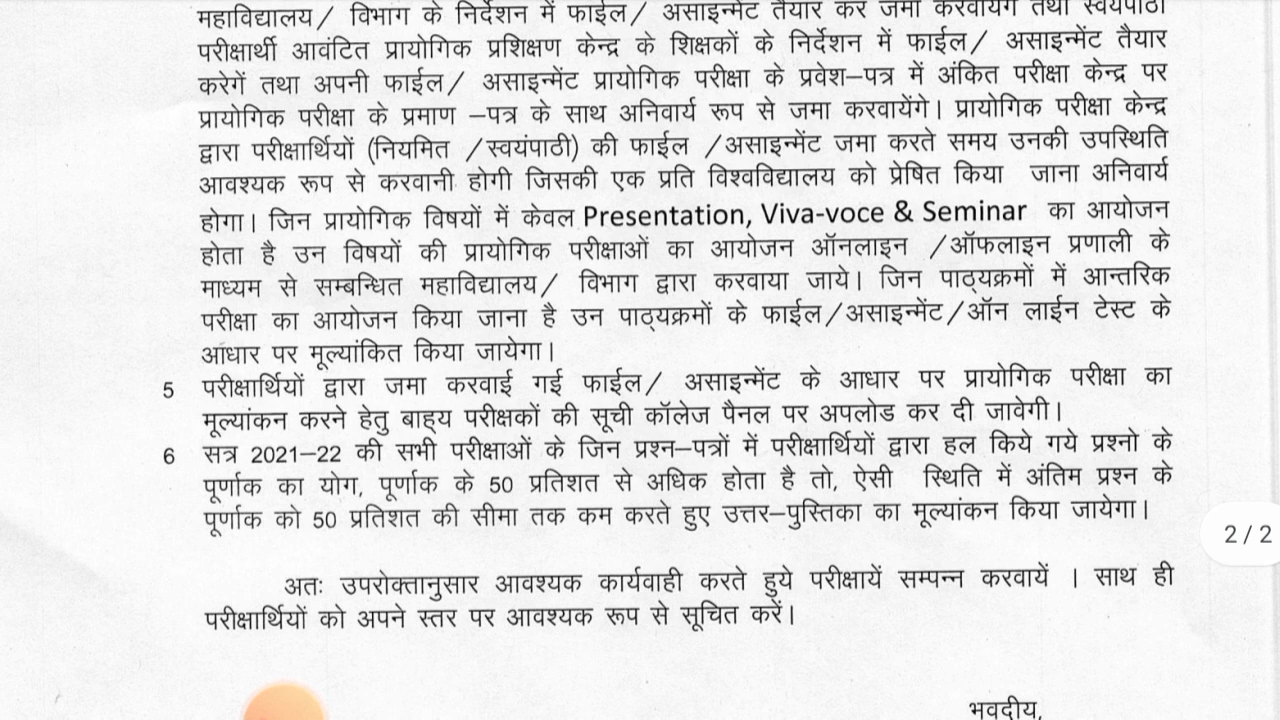 महाविद्यालय/ विभाग के निर्देशन में फाईल/ असाइन्मेंट तैयार कर जमा करवायेगें तथा स्वयंपाठी
परीक्षार्थी आवंटित प्रायोगिक प्रशिक्षण केन्द्र के शिक्षकों के निर्देशन में फाईल/ असाइन्मेंट तैयार
करेगें तथा अपनी फाईल/ असाइन्मेंट प्रायोगिक परीक्षा के प्रवेश–पत्र में अंकित परीक्षा केन्द्र पर
प्रायोगिक परीक्षा के प्रमाण –पत्र के साथ अनिवार्य रूप से जमा करवायेंगे। प्रायोगिक परीक्षा केन्द्र
द्वारा परीक्षार्थियों (नियमित /स्वयंपाठी) की फाईल /असाइन्मेंट जमा करते समय उनकी उपस्थिति
आवश्यक रूप से करवानी होगी जिसकी एक प्रति विश्वविद्यालय को प्रेषित किया जाना अनिवार्य
होगा। जिन प्रायोगिक विषयों में केवल Presentation, Viva-voce & Seminar का आयोजन
होता है उन विषयों की प्रायोगिक परीक्षाओं का आयोजन ऑनलाइन /ऑफलाइन प्रणाली के
माध्यम से सम्बन्धित महाविद्यालय/ विभाग द्वारा करवाया जाये। जिन पाठ्यक्रमों में आन्तरिक
परीक्षा का आयोजन किया जाना है उन पाठ्यक्रमों के फाईल/असाइन्मेंट/ऑन लाईन टेस्ट के
आधार पर मूल्यांकित किया जायेगा।
5 परीक्षार्थियों द्वारा जमा करवाई गई फाईल/ असाइन्मेंट के आधार पर प्रायोगिक परीक्षा का
मूल्यांकन करने हेतु बाह्य परीक्षकों की सूची कॉलेज पैनल पर अपलोड कर दी जावेगी।
6 सत्र 2021–22 की सभी परीक्षाओं के जिन प्रश्न–पत्रों में परीक्षार्थियों द्वारा हल किये गये प्रश्नो के
पूर्णाक का योग, पूर्णाक के 50 प्रतिशत से अधिक होता है तो, ऐसी स्थिति में अंतिम प्रश्न के
पूर्णाक को 50 प्रतिशत की सीमा तक कम करते हुए उत्तर–पुस्तिका का मूल्यांकन किया जायेगा।
अतः उपरोक्तानुसार आवश्यक कार्यवाही करते हुये परीक्षायें सम्पन्न करवायें । साथ ही
परीक्षार्थियों को अपने स्तर पर आवश्यक रूप से सूचित करें।
2 / 2
भवदीय,